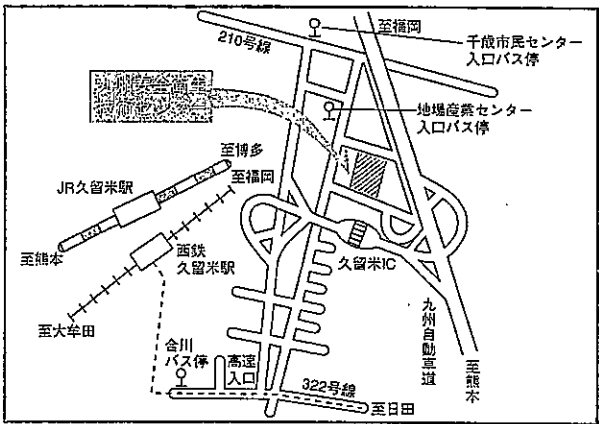 210号線
至福岡
千歳市民センター
入口バス停
地場産業センター
入口バス停
至博多
JR久留米駅
至福岡
至熊本
西鉄
久留米駅
久留米IC
至大牟田
九州自動車道
合川
バス停
高速
入口
322号線
至熊本
至日田